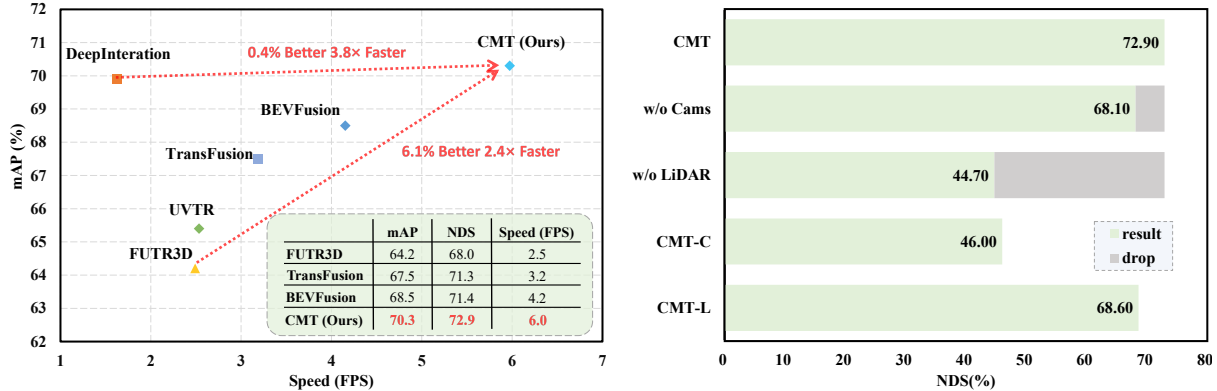 72
71
70
69
68
67
66
65
64
63
62
mAP (%)
1 2 3 4 5 6 7
Speed (FPS)
DeepInteration
0.4% Better 3.8× Faster
CMT (Ours)
BEVFusion
TransFusion
6.1% Better 2.4× Faster
UVTR
FUTR3D
mAP NDS Speed (FPS)
FUTR3D 64.2 68.0 2.5
TransFusion 67.5 71.3 3.2
BEVFusion 68.5 71.4 4.2
CMT (Ours) 70.3 72.9 6.0
CMT 72.90
w/o Cams 68.10
w/o LiDAR 44.70
CMT-C 46.00
CMT-L 68.60
result
drop
0 10 20 30 40 50 60 70 80
NDS(%)